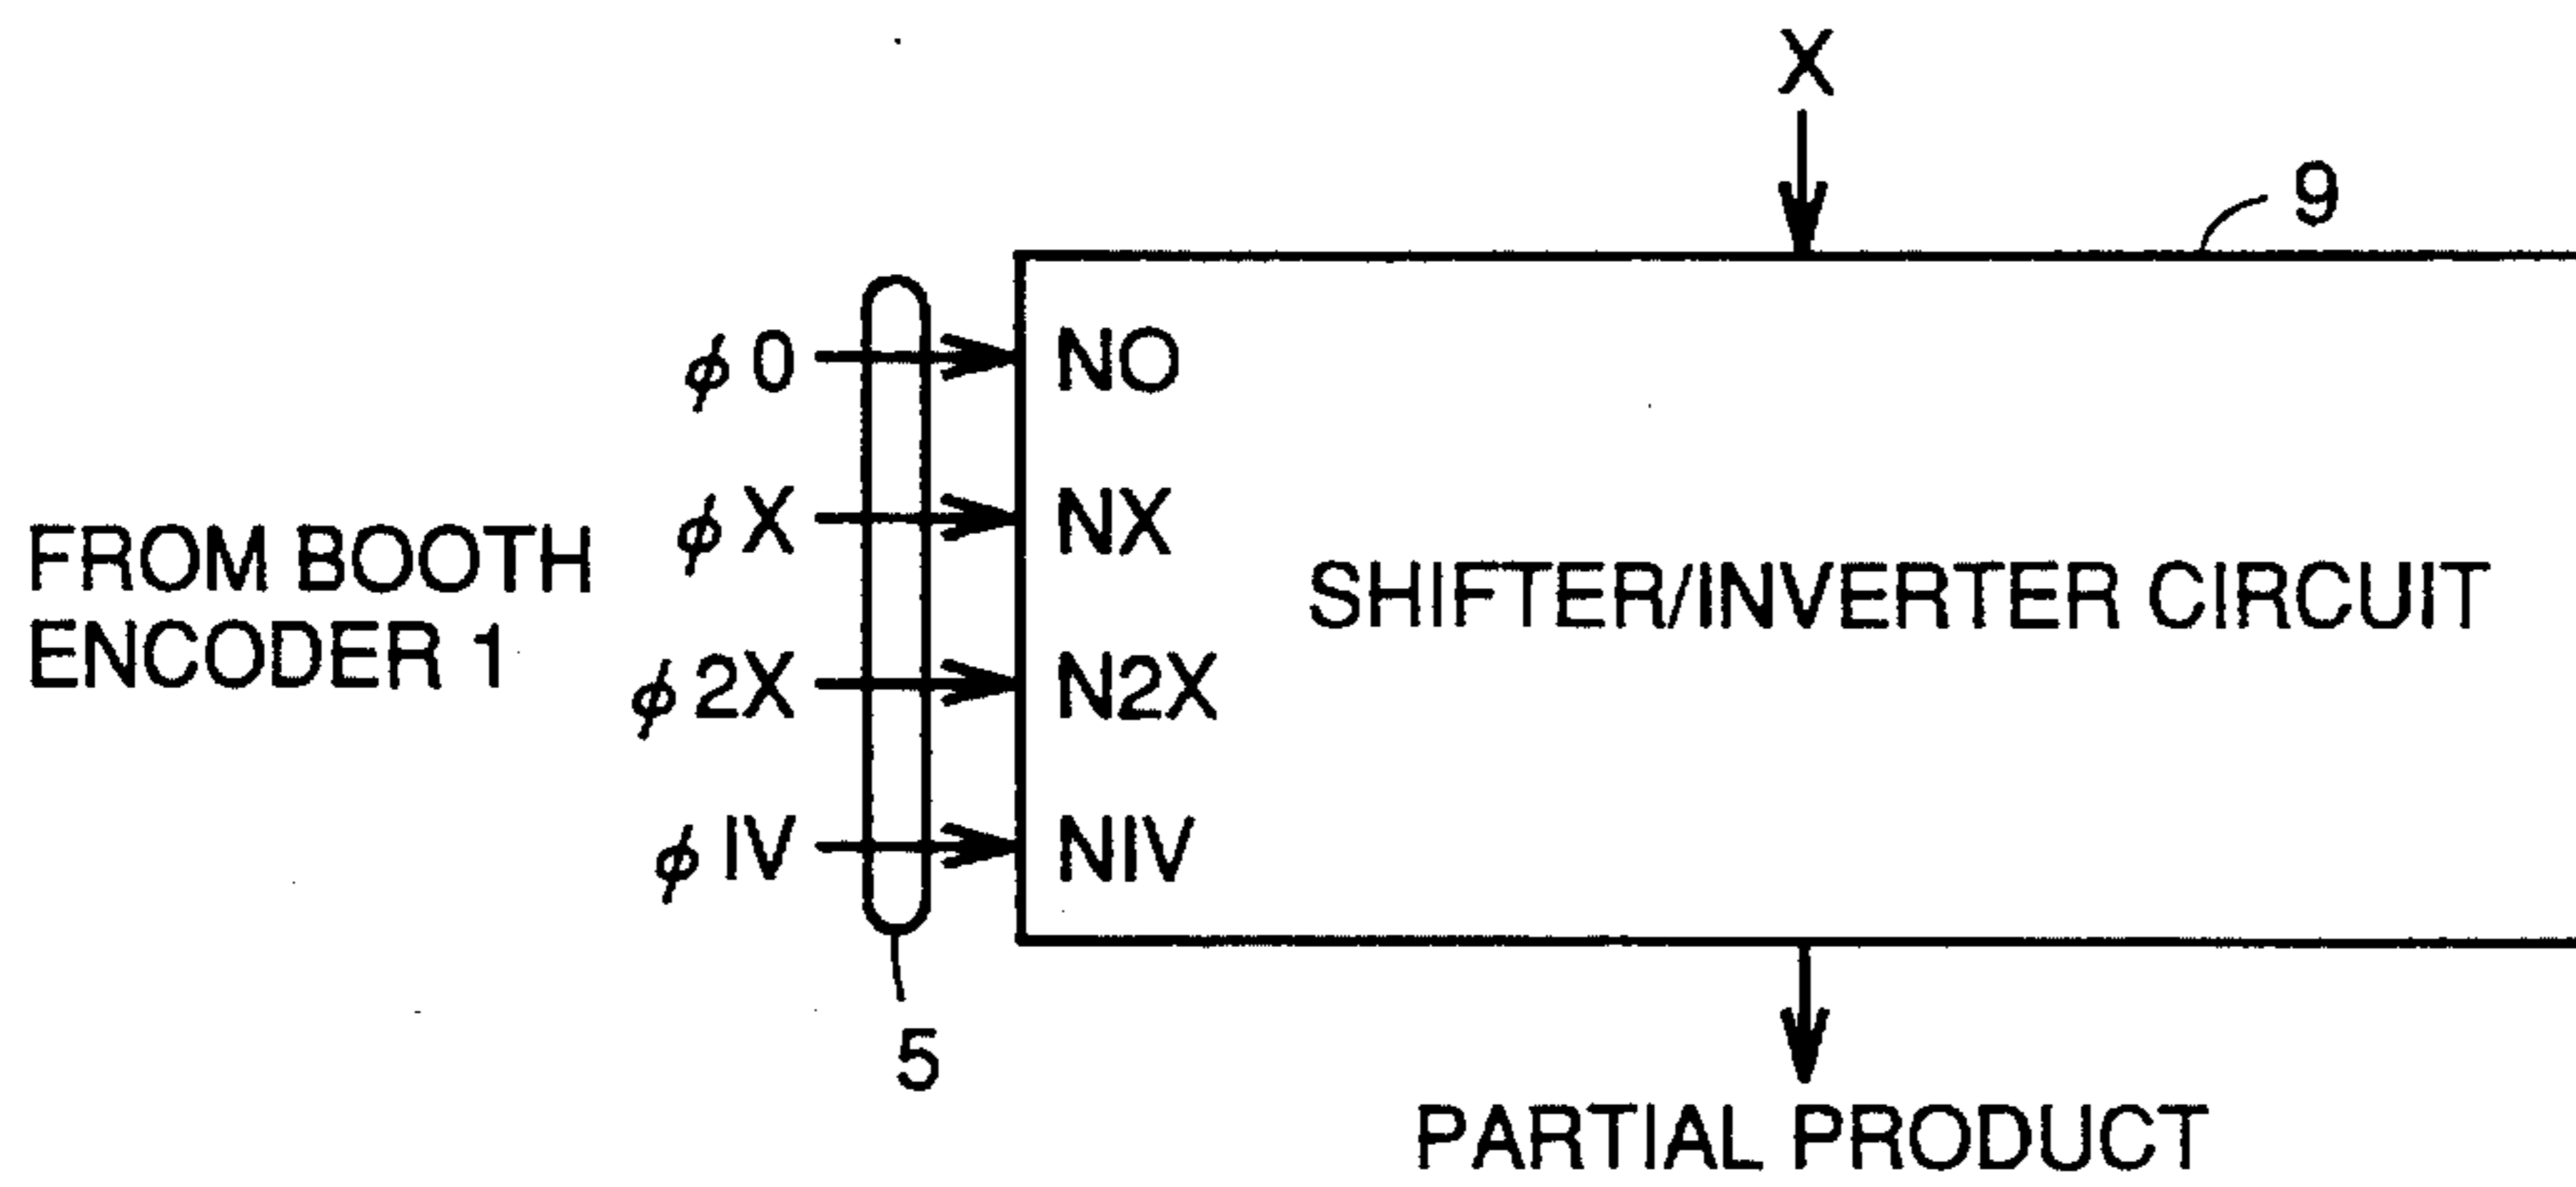 X
9
φ0 NO
φX NX
FROM BOOTH
ENCODER 1
SHIFTER/INVERTER CIRCUIT
φ2X N2X
φIV NIV
5
PARTIAL PRODUCT